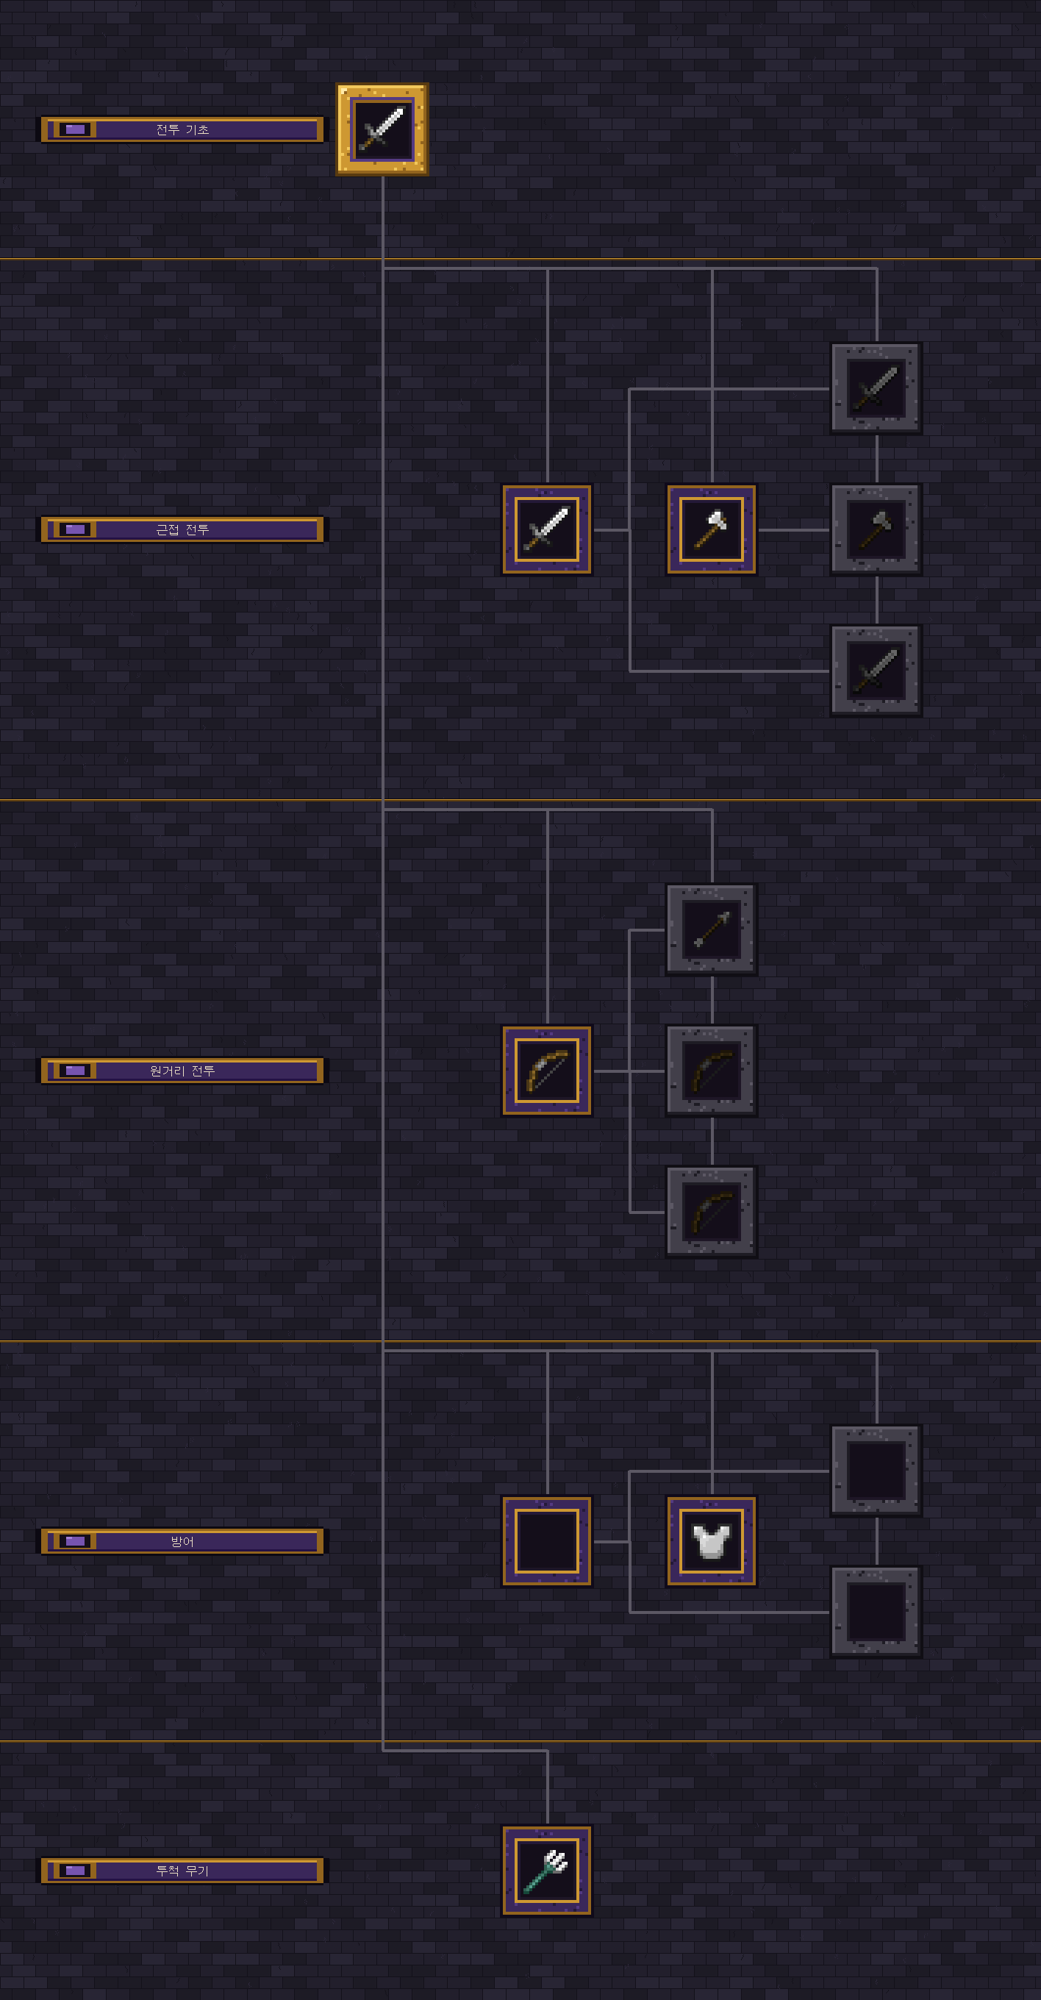 전투 기초
근접 전투
원거리 전투
방어
투척 무기